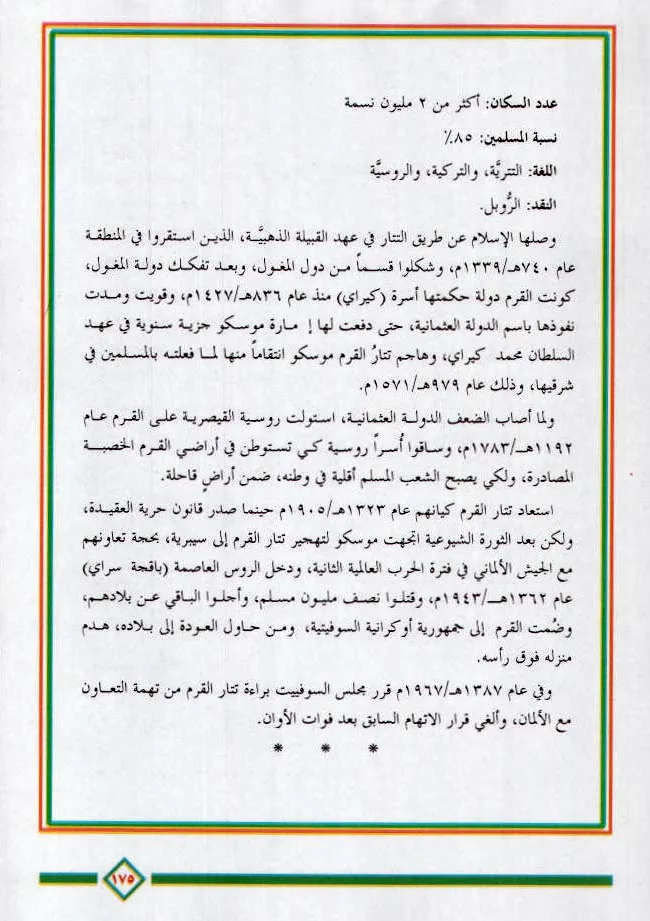 عدد السكان: أكثر من ٢ مليون نسمة
نسبة المسلمين: ٨٥٪
اللغة: التتريَّة، والتركية، والروسيَّة
النقد: الرُّوبل.
وصلها الإسلام عن طريق التتار في عهد القبيلة الذهبيَّة، الذين استقروا في المنطقة
عام ٧٤٠هـ/١٣٣٩م، وشكلوا قسماً من دول المغول، وبعد تفكك دولة المغول،
كونت القرم دولة حكمتها أسرة (كيراي) منذ عام ٨٣٦هـ/١٤٢٧م، وقويت ومدت
نفوذها باسم الدولة العثمانية، حتى دفعت لها إ مارة موسكو جزية سنوية في عهد
السلطان محمد كيراي، وهاجم تتارُ القرم موسكو انتقاماً منها لما فعلته بالمسلمين في
شرقيها، وذلك عام ٩٧٩هـ/١٥٧١م.
ولما أصاب الضعف الدولة العثمانية، استولت روسية القيصرية على القرم عام
١١٩٢هـ/١٧٨٣م، وساقوا أُسراً روسية كي تستوطن في أراضي القرم الخصبة
المصادرة، ولكي يصبح الشعب المسلم أقلية في وطنه، ضمن أراضٍ قاحلة.
استعاد تتار القرم كيانهم عام ١٣٢٣هـ/١٩٠٥م حينما صدر قانون حرية العقيدة،
ولكن بعد الثورة الشيوعية اتجهت موسكو لتهجير تتار القرم إلى سيبرية، بحجة تعاونهم
مع الجيش الألماني في فترة الحرب العالمية الثانية، ودخل الروس العاصمة (باقجة سراي)
عام ١٣٦٢هـ/١٩٤٣م، وقتلوا نصف مليون مسلم، وأجلوا الباقي عن بلادهم،
وضُمت القرم إلى جمهورية أوكرانية السوفيتية، ومن حاول العودة إلى بلاده، هدم
منزله فوق رأسه.
وفي عام ١٣٨٧هـ/١٩٦٧م قرر مجلس السوفييت براءة تتار القرم من تهمة التعاون
مع الألمان، وألغي قرار الاتهام السابق بعد فوات الأوان.
* * *
١٧٥